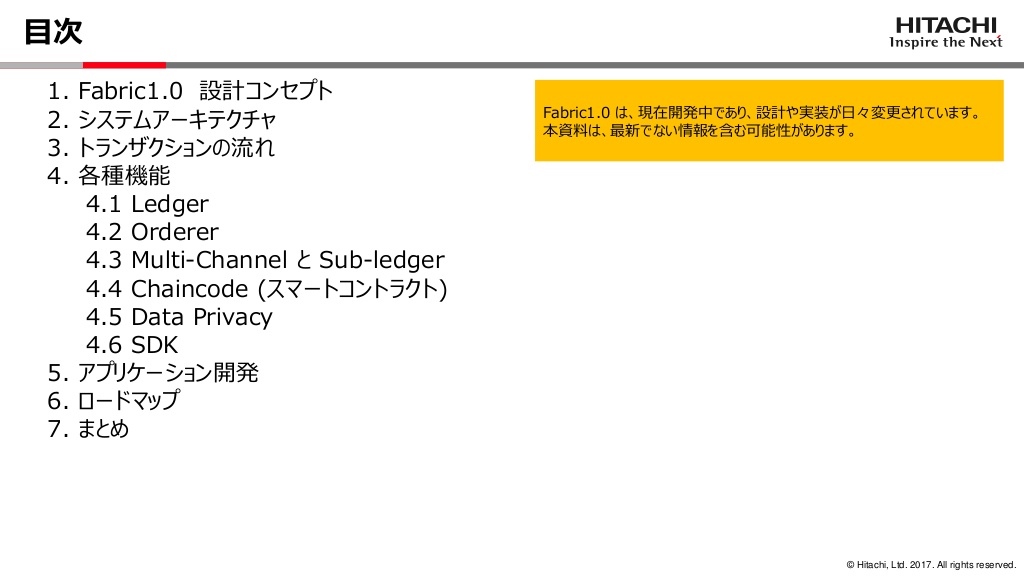 目次
HITACHI
Inspire the Next
1. Fabric1.0 設計コンセプト
2. システムアーキテクチャ
3. トランザクションの流れ
4. 各種機能
4.1 Ledger
4.2 Orderer
4.3 Multi-Channel と Sub-ledger
4.4 Chaincode (スマートコントラクト)
4.5 Data Privacy
4.6 SDK
5. アプリケーション開発
6. ロードマップ
7. まとめ
Fabric1.0 は、現在開発中であり、設計や実装が日々変更されています。
本資料は、最新でない情報を含む可能性があります。
© Hitachi, Ltd. 2017. All rights reserved.